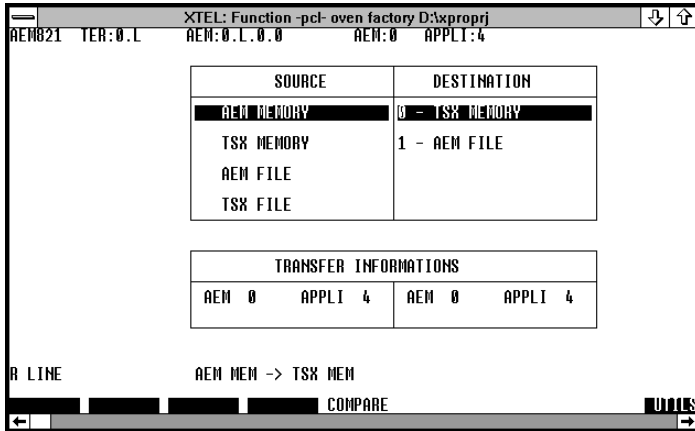 XTEL: Function -pcl- oven factory D:\xproprj
AEM821 TER:0.L AEM:0.L.0.0 AEM:0 APPLI:4
SOURCE DESTINATION
AEM MEMORY 0 - TSX MEMORY
TSX MEMORY 1 - AEM FILE
AEM FILE
TSX FILE
TRANSFER INFORMATIONS
AEM 0 APPLI 4 AEM 0 APPLI 4
R LINE AEM MEM -> TSX MEM
COMPARE UTILS